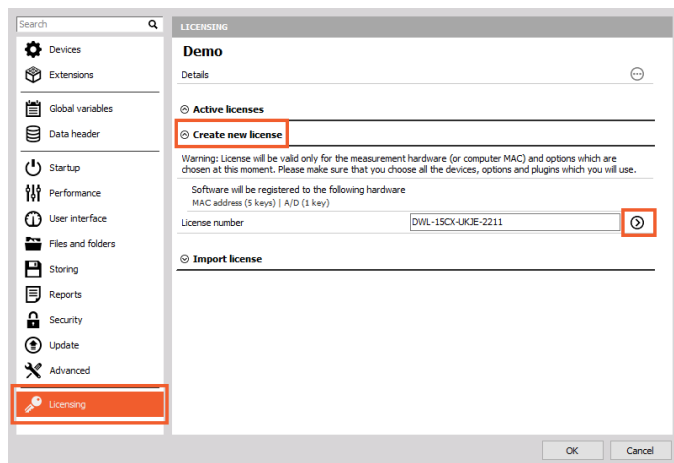 Search
Devices
Extensions
Global variables
Data header
Startup
Performance
User interface
Files and folders
Storing
Reports
Security
Update
Advanced
Licensing
LICENSING
Demo
Details
Active licenses
Create new license
Warning: License will be valid only for the measurement hardware (or computer MAC) and options which are
chosen at this moment. Please make sure that you choose all the devices, options and plugins which you will use.
Software will be registered to the following hardware
MAC address (5 keys) | A/D (1 key)
License number DWL-15CX-UKJE-2211
Import license
OK Cancel